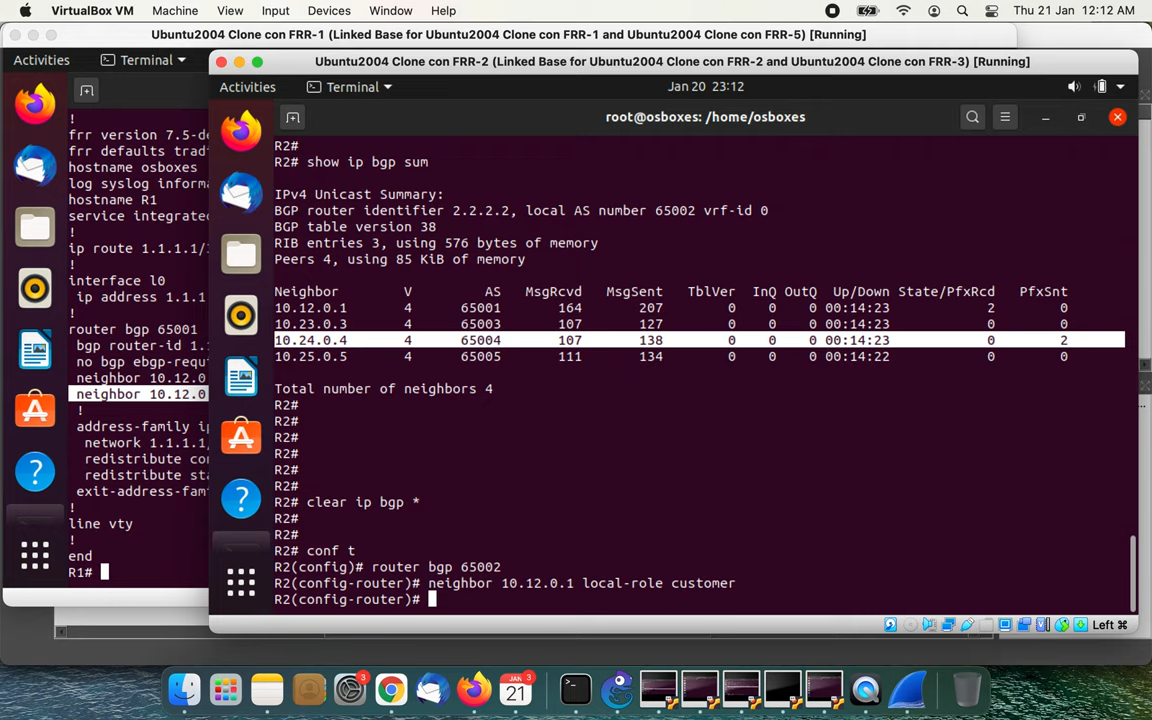 VirtualBox VM Machine View Input Devices Window Help Thu 21 Jan 12:12 AM
Ubuntu2004 Clone con FRR-1 (Linked Base for Ubuntu2004 Clone con FRR-1 and Ubuntu2004 Clone con FRR-5) [Running]
Activities Terminal
!
frr version 7.5-de
frr defaults trad
hostname osboxes
log syslog informa
hostname R1
service integrated
!
ip route 1.1.1.1/
!
interface l0
ip address 1.1.1
!
router bgp 65001
bgp router-id 1.1
no bgp ebgp-requ
neighbor 10.12.0
neighbor 10.12.0
!
address-family ip
network 1.1.1.1,
redistribute con
redistribute sta
exit-address-fam
!
line vty
!
end
R1#
Ubuntu2004 Clone con FRR-2 (Linked Base for Ubuntu2004 Clone con FRR-2 and Ubuntu2004 Clone con FRR-3) [Running]
Activities Terminal Jan 20 23:12
root@osboxes: /home/osboxes
R2#
R2# show ip bgp sum
IPv4 Unicast Summary:
BGP router identifier 2.2.2.2, local AS number 65002 vrf-id 0
BGP table version 38
RIB entries 3, using 576 bytes of memory
Peers 4, using 85 KiB of memory
Neighbor V AS MsgRcvd MsgSent TblVer InQ OutQ Up/Down State/PfxRcd PfxSnt
10.12.0.1 4 65001 164 207 0 0 0 00:14:23 2 0
10.23.0.3 4 65003 107 127 0 0 0 00:14:23 0 0
10.24.0.4 4 65004 107 138 0 0 0 00:14:23 0 2
10.25.0.5 4 65005 111 134 0 0 0 00:14:22 0 0
Total number of neighbors 4
R2#
R2#
R2#
R2#
R2#
R2#
R2# clear ip bgp *
R2#
R2#
R2# conf t
R2(config)# router bgp 65002
R2(config-router)# neighbor 10.12.0.1 local-role customer
R2(config-router)#
Left ⌘
3
JAN
21
3